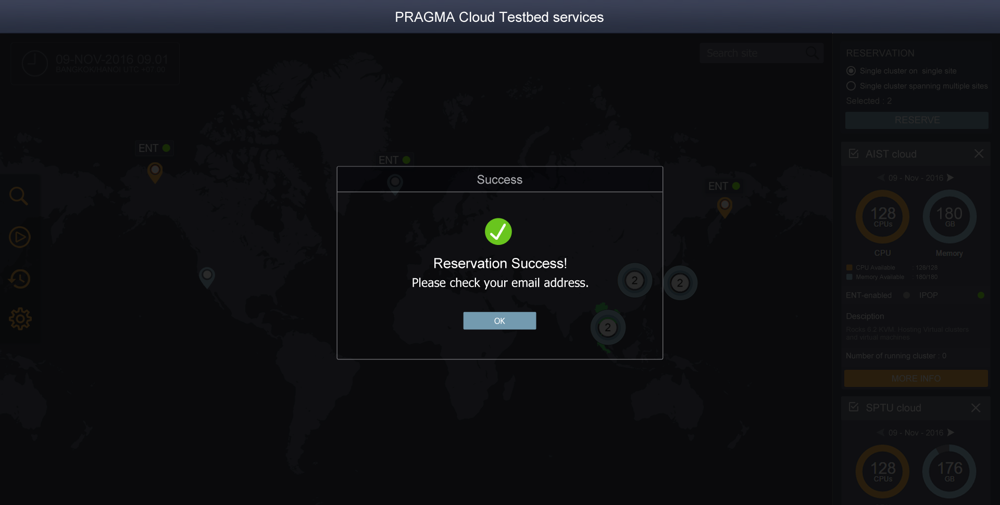 PRAGMA Cloud Testbed services
09-NOV-2016 09.01
BANGKOK/HANOI UTC +07:00
Search site
RESERVATION
Single cluster on single site
Single cluster spanning multiple sites
Selected : 2
RESERVE
ENT
ENT
ENT
Success
Reservation Success!
Please check your email address.
OK
2
2
2
AIST cloud
09 - Nov - 2016
128 180
CPUs GB
CPU Memory
CPU Available : 128/128
Memory Available : 180/180
ENT-enabled IPOP
Desciption
Rocks 6.2 KVM. Hosting Virtual clusters
and virtual machines
Number of running cluster : 0
MORE INFO
SPTU cloud
09 - Nov - 2016
128 176
CPUs GB